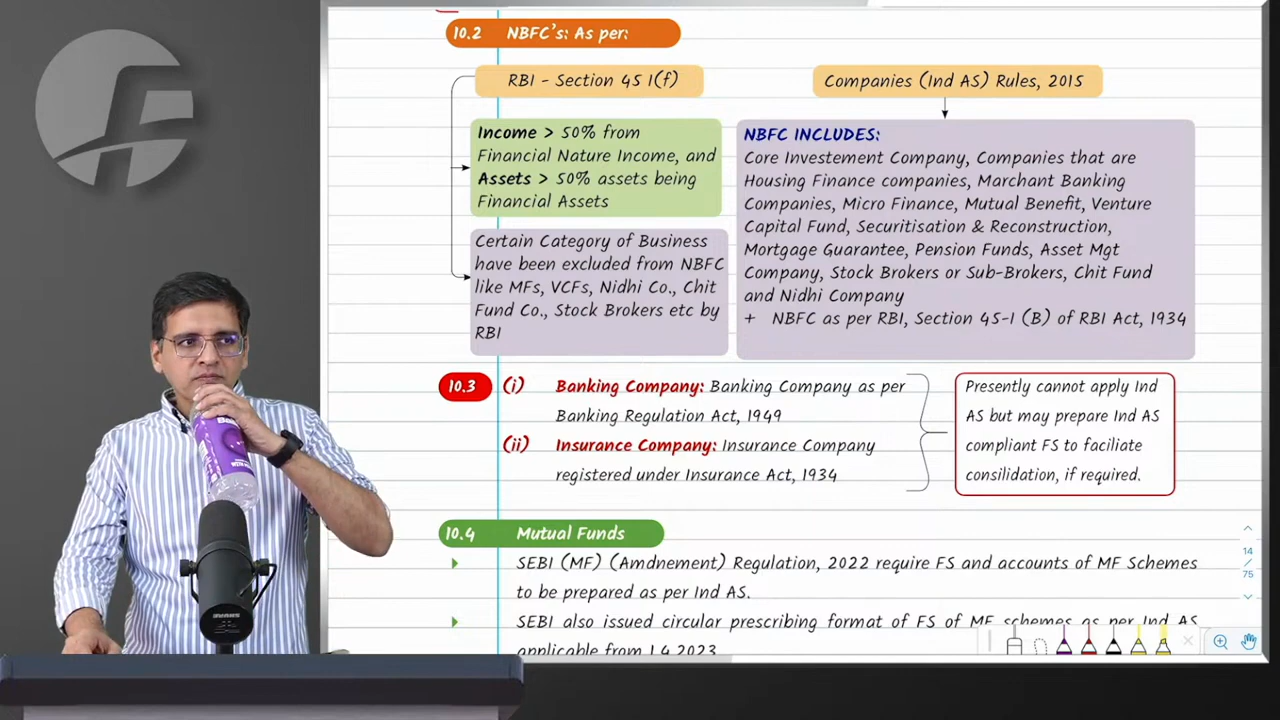 10.2 NBFC's: As per:
RBI - Section 45 I(f)
Income > 50% from
Financial Nature Income, and
Assets > 50% assets being
Financial Assets
Certain Category of Business
have been excluded from NBFC
like MFs, VCFs, Nidhi Co., Chit
Fund Co., Stock Brokers etc by
RBI
Companies (Ind AS) Rules, 2015
NBFC INCLUDES:
Core Investement Company, Companies that are
Housing Finance companies, Marchant Banking
Companies, Micro Finance, Mutual Benefit, Venture
Capital Fund, Securitisation & Reconstruction,
Mortgage Guarantee, Pension Funds, Asset Mgt
Company, Stock Brokers or Sub-Brokers, Chit Fund
and Nidhi Company
+ NBFC as per RBI, Section 45-I (B) of RBI Act, 1934
10.3 (i) Banking Company: Banking Company as per
Banking Regulation Act, 1949
(ii) Insurance Company: Insurance Company
registered under Insurance Act, 1934
Presently cannot apply Ind
AS but may prepare Ind AS
compliant FS to faciliate
consilidation, if required.
10.4 Mutual Funds
SEBI (MF) (Amdnement) Regulation, 2022 require FS and accounts of MF Schemes
to be prepared as per Ind AS.
SEBI also issued circular prescribing format of FS of MF schemes as per Ind AS
applicable from 1.4.2023
14
/
75